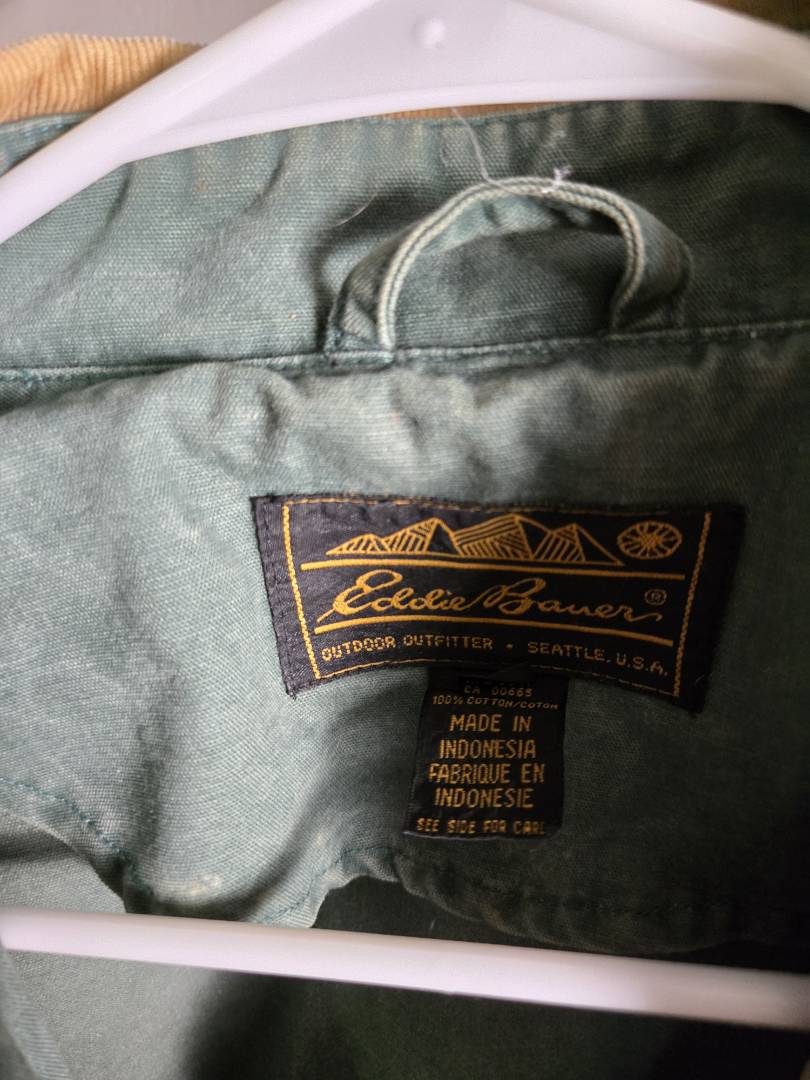 Eddie Bauer ®
OUTDOOR OUTFITTER • SEATTLE, U.S.A.
CA 00665
100% COTTON/COTON
MADE IN
INDONESIA
FABRIQUE EN
INDONESIE
SEE SIDE FOR CARE